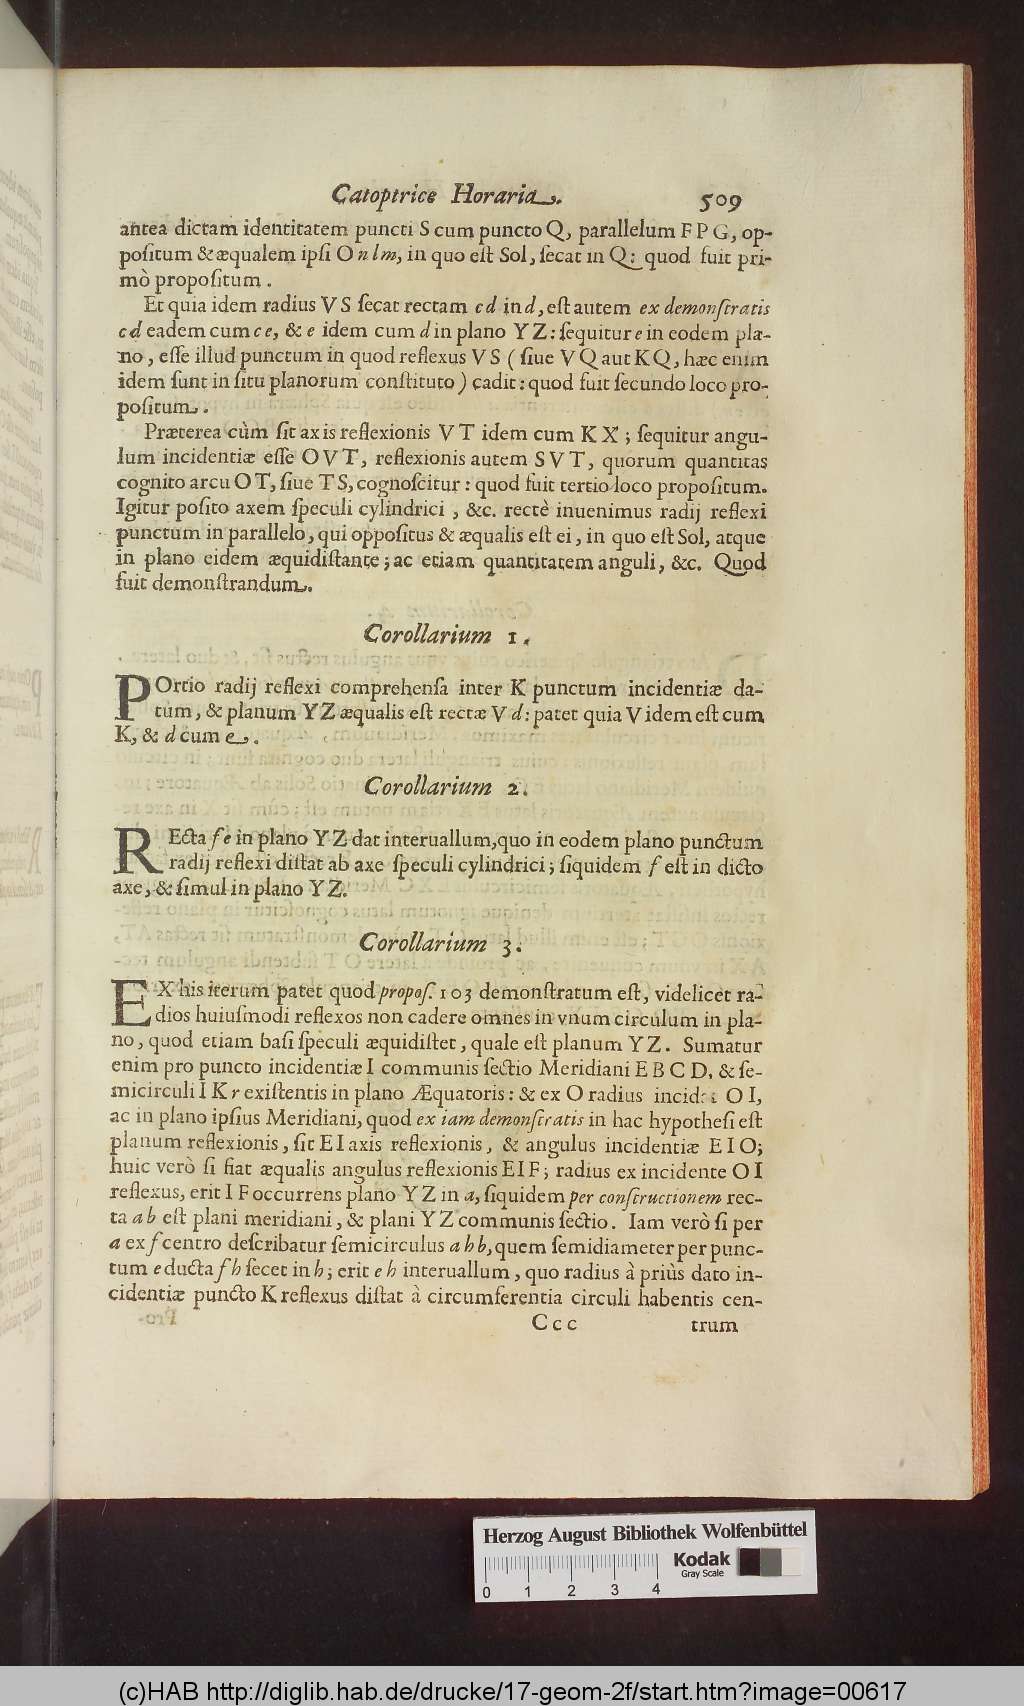 Catoptrice Horaria. 509
antea dictam identitatem puncti S cum puncto Q, parallelum F P G, op-
positum & æqualem ipsi O n l m, in quo est Sol, secat in Q: quod fuit pri-
mò propositum.
Et quia idem radius V S secat rectam c d in d, est autem ex demonstratis
c d eadem cum c e, & e idem cum d in plano Y Z: sequitur e in eodem pla-
no, esse illud punctum in quod reflexus V S ( siue V Q aut K Q, hæc enim
idem sunt in situ planorum constituto ) cadit: quod fuit secundo loco pro-
positum.
Præterea cùm sit axis reflexionis V T idem cum K X; sequitur angu-
lum incidentiæ esse O V T, reflexionis autem S V T, quorum quantitas
cognito arcu O T, siue T S, cognoscitur: quod fuit tertio loco propositum.
Igitur posito axem speculi cylindrici, &c. rectè inuenimus radij reflexi
punctum in parallelo, qui oppositus & æqualis est ei, in quo est Sol, atque
in plano eidem æquidistante; ac etiam quantitatem anguli, &c. Quod
fuit demonstrandum.
Corollarium 1.
POrtio radij reflexi comprehensa inter K punctum incidentiæ da-
tum, & planum Y Z æqualis est rectæ V d: patet quia V idem est cum
K, & d cum e.
Corollarium 2.
REcta f e in plano Y Z dat interuallum, quo in eodem plano punctum
radij reflexi distat ab axe speculi cylindrici; siquidem f est in dicto
axe, & simul in plano Y Z.
Corollarium 3.
EX his iterum patet quod propos. 103 demonstratum est, videlicet ra-
dios huiusmodi reflexos non cadere omnes in vnum circulum in pla-
no, quod etiam basi speculi æquidistet, quale est planum Y Z. Sumatur
enim pro puncto incidentiæ I communis sectio Meridiani E B C D, & se-
micirculi I K r existentis in plano Æquatoris: & ex O radius incidat O I,
ac in plano ipsius Meridiani, quod ex iam demonstratis in hac hypothesi est
planum reflexionis, sit E I axis reflexionis, & angulus incidentiæ E I O;
huic verò si fiat æqualis angulus reflexionis E I F; radius ex incidente O I
reflexus, erit I F occurrens plano Y Z in a, siquidem per constructionem rec-
ta a b est plani meridiani, & plani Y Z communis sectio. Iam verò si per
a ex f centro describatur semicirculus a h b, quem semidiameter per punc-
tum e ducta f h secet in h; erit e h interuallum, quo radius à priùs dato in-
cidentiæ puncto K reflexus distat à circumferentia circuli habentis cen-
Ccc trum
Herzog August Bibliothek Wolfenbüttel
Kodak
Gray Scale
0 1 2 3 4
(c)HAB http://diglib.hab.de/drucke/17-geom-2f/start.htm?image=00617